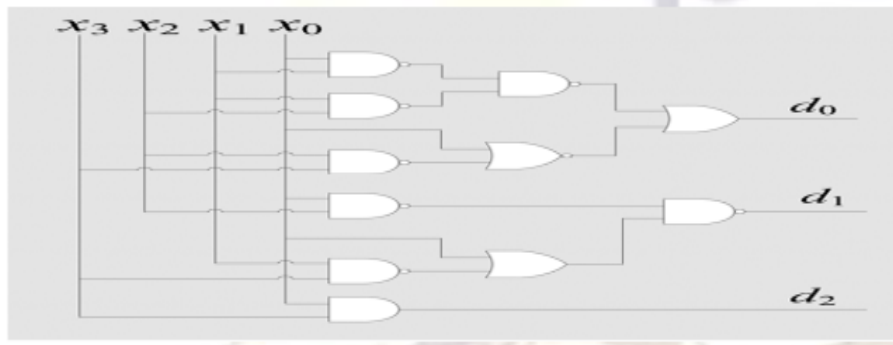 x₃ x₂ x₁ x₀
d₀
d₁
d₂